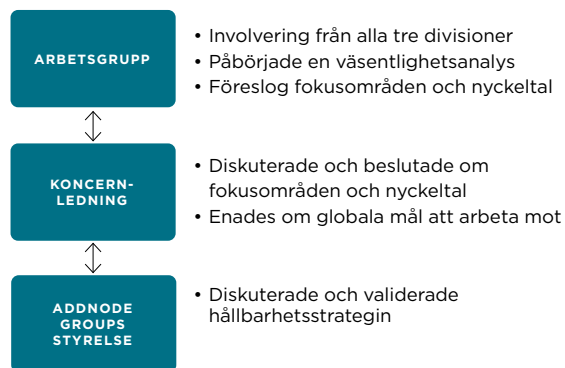 ARBETSGRUPP
• Involvering från alla tre divisioner
• Påbörjade en väsentlighetsanalys
• Föreslog fokusområden och nyckeltal
KONCERN-
LEDNING
• Diskuterade och beslutade om
fokusområden och nyckeltal
• Enades om globala mål att arbeta mot
ADDNODE
GROUPS
STYRELSE
• Diskuterade och validerade
hållbarhetsstrategin